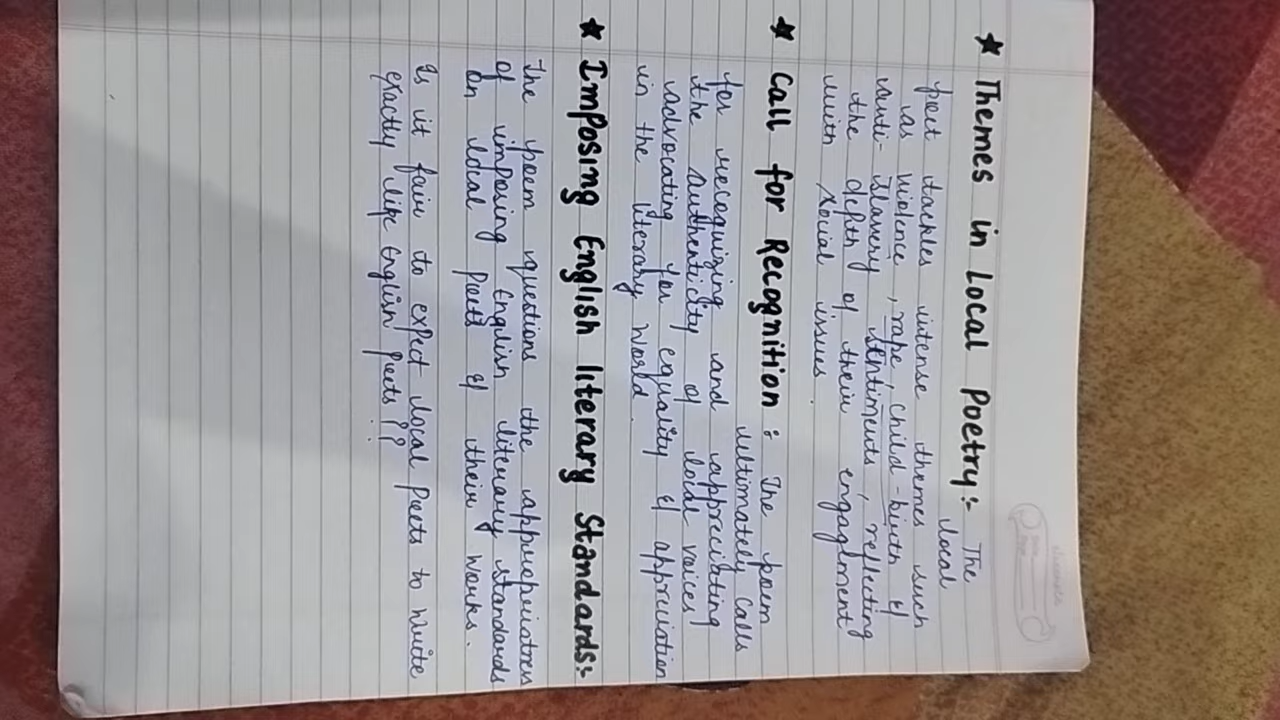 ★ Themes in Local Poetry:- The
local
poet tackles intense themes such
as violence, rape, child-birth &
anti-slavery sentiments, reflecting
the depth of their engagment
with social issues.
★ Call for Recognition: The poem
ultimately calls
for recognizing and appreciating
the authenticity of local voices
advocating for equality & appriciation
in the literary world.
★ Imposing English literary Standards:-
The poem questions the appropriatness
of imposing English literary standards
on local poets & their works.
Is it fair to expect local poets to write
exactly like English poets??